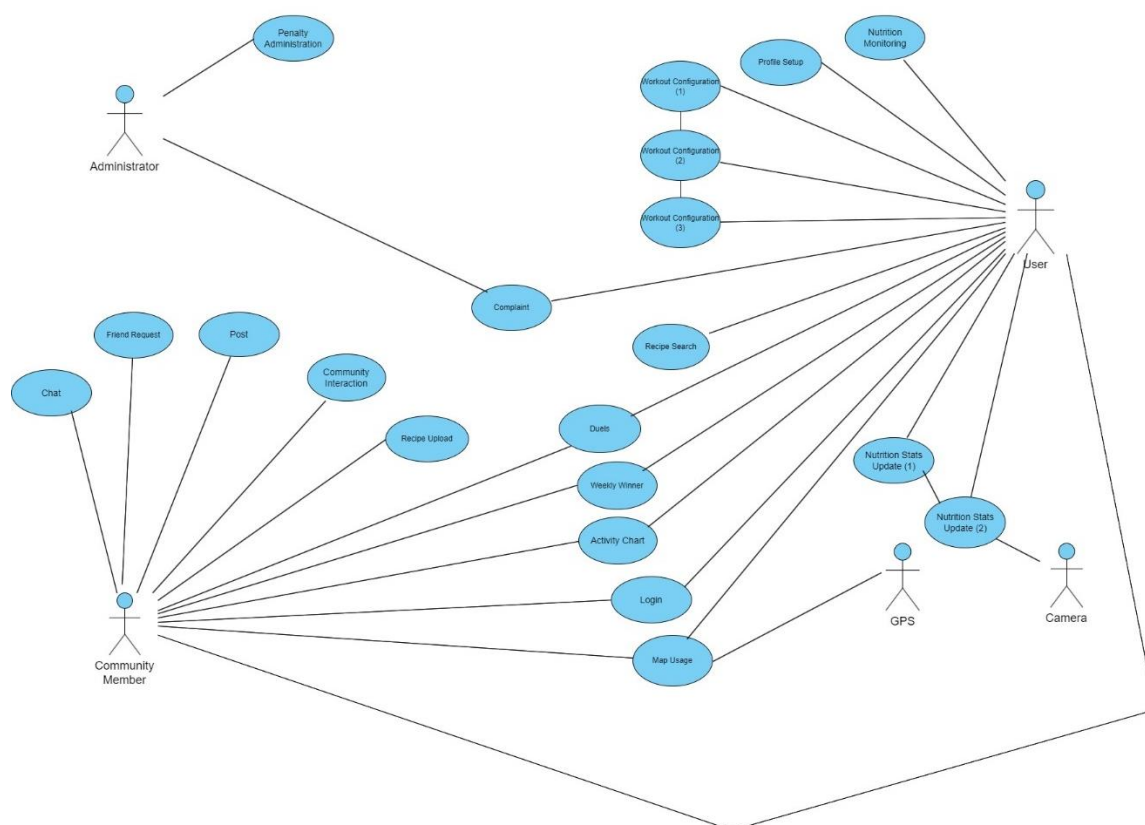 Penalty
Administration
Nutrition
Monitoring
Profile Setup
Workout Configuration
(1)
Administrator
Workout Configuration
(2)
Workout Configuration
(3)
User
Complaint
Friend Request
Post
Recipe Search
Community
Interaction
Chat
Duels
Recipe Upload
Nutrition Stats
Update (1)
Weekly Winner
Nutrition Stats
Update (2)
Activity Chart
Login
GPS
Camera
Map Usage
Community
Member